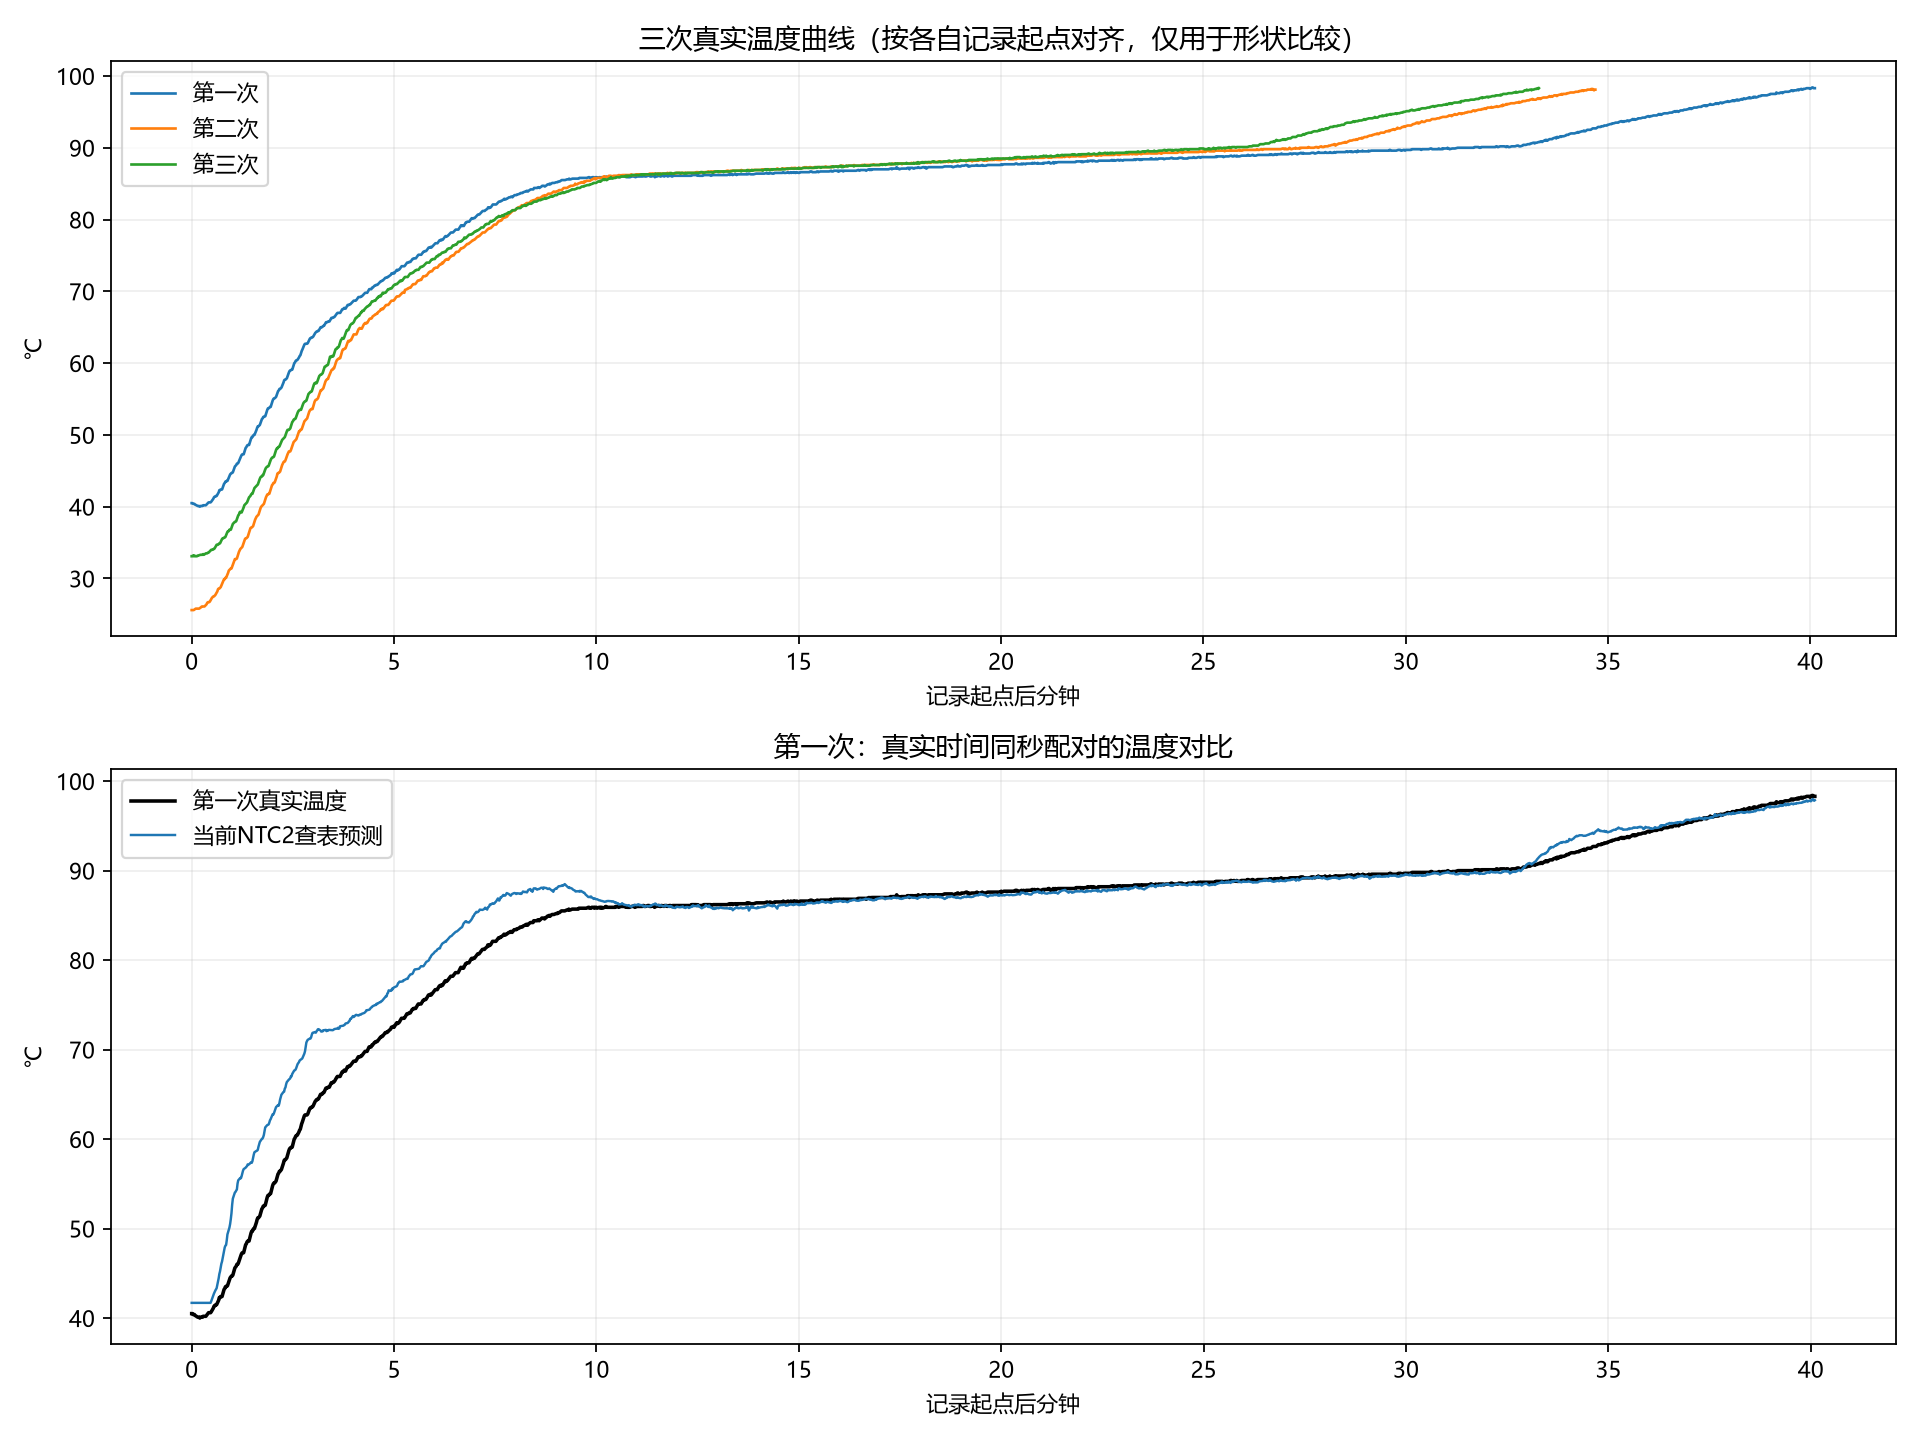 三次真实温度曲线（按各自记录起点对齐，仅用于形状比较）
100
90
80
70
60
50
40
30
℃
第一次
第二次
第三次
0 5 10 15 20 25 30 35 40
记录起点后分钟
第一次：真实时间同秒配对的温度对比
100
90
80
70
60
50
40
℃
第一次真实温度
当前NTC2查表预测
0 5 10 15 20 25 30 35 40
记录起点后分钟